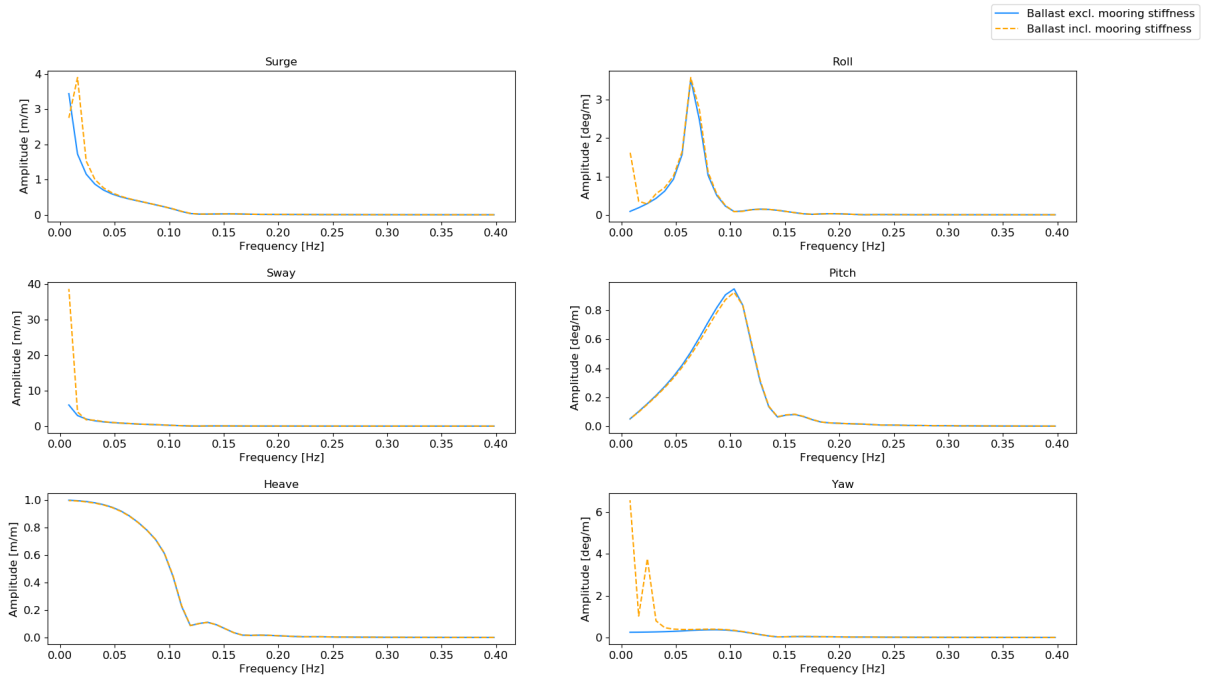 Ballast excl. mooring stiffness
Ballast incl. mooring stiffness
Surge
Amplitude [m/m]
4
3
2
1
0
0.00 0.05 0.10 0.15 0.20 0.25 0.30 0.35 0.40
Frequency [Hz]
Roll
Amplitude [deg/m]
3
2
1
0
0.00 0.05 0.10 0.15 0.20 0.25 0.30 0.35 0.40
Frequency [Hz]
Sway
Amplitude [m/m]
40
30
20
10
0
0.00 0.05 0.10 0.15 0.20 0.25 0.30 0.35 0.40
Frequency [Hz]
Pitch
Amplitude [deg/m]
0.8
0.6
0.4
0.2
0.0
0.00 0.05 0.10 0.15 0.20 0.25 0.30 0.35 0.40
Frequency [Hz]
Heave
Amplitude [m/m]
1.0
0.8
0.6
0.4
0.2
0.0
0.00 0.05 0.10 0.15 0.20 0.25 0.30 0.35 0.40
Frequency [Hz]
Yaw
Amplitude [deg/m]
6
4
2
0
0.00 0.05 0.10 0.15 0.20 0.25 0.30 0.35 0.40
Frequency [Hz]